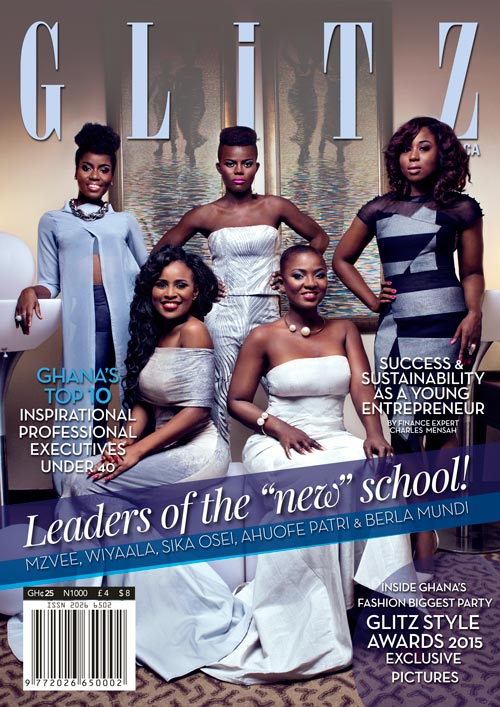 GLiTZ
CA
GHANA'S
TOP 10
INSPIRATIONAL
PROFESSIONAL
EXECUTIVES
UNDER 40
SUCCESS &
SUSTAINABILITY
AS A YOUNG
ENTREPRENEUR
BY FINANCE EXPERT
CHARLES MENSAH
Leaders of the "new" school!
MZVEE, WIYAALA, SIKA OSEI, AHUOFE PATRI & BERLA MUNDI
GH¢25 N1000 £4 $8
ISSN 2026 6502
9 772026 650002
INSIDE GHANA'S
FASHION BIGGEST PARTY
GLITZ STYLE
AWARDS 2015
EXCLUSIVE
PICTURES